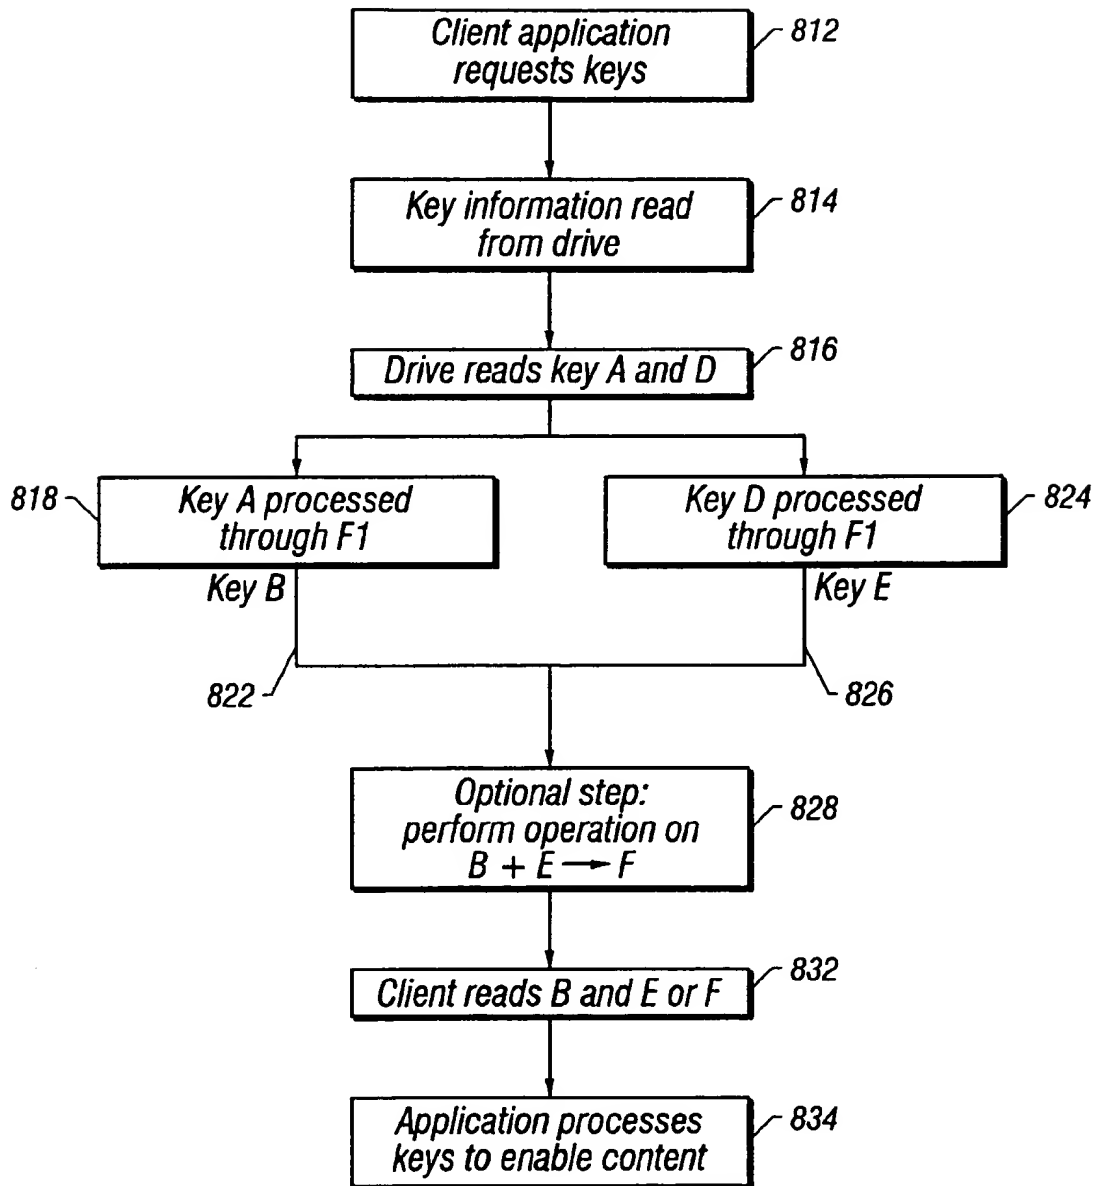 Client application
requests keys
812
Key information read
from drive
814
Drive reads key A and D
816
818
Key A processed
through F1
Key D processed
through F1
824
Key B
Key E
822
826
Optional step:
perform operation on
B + E → F
828
Client reads B and E or F
832
Application processes
keys to enable content
834